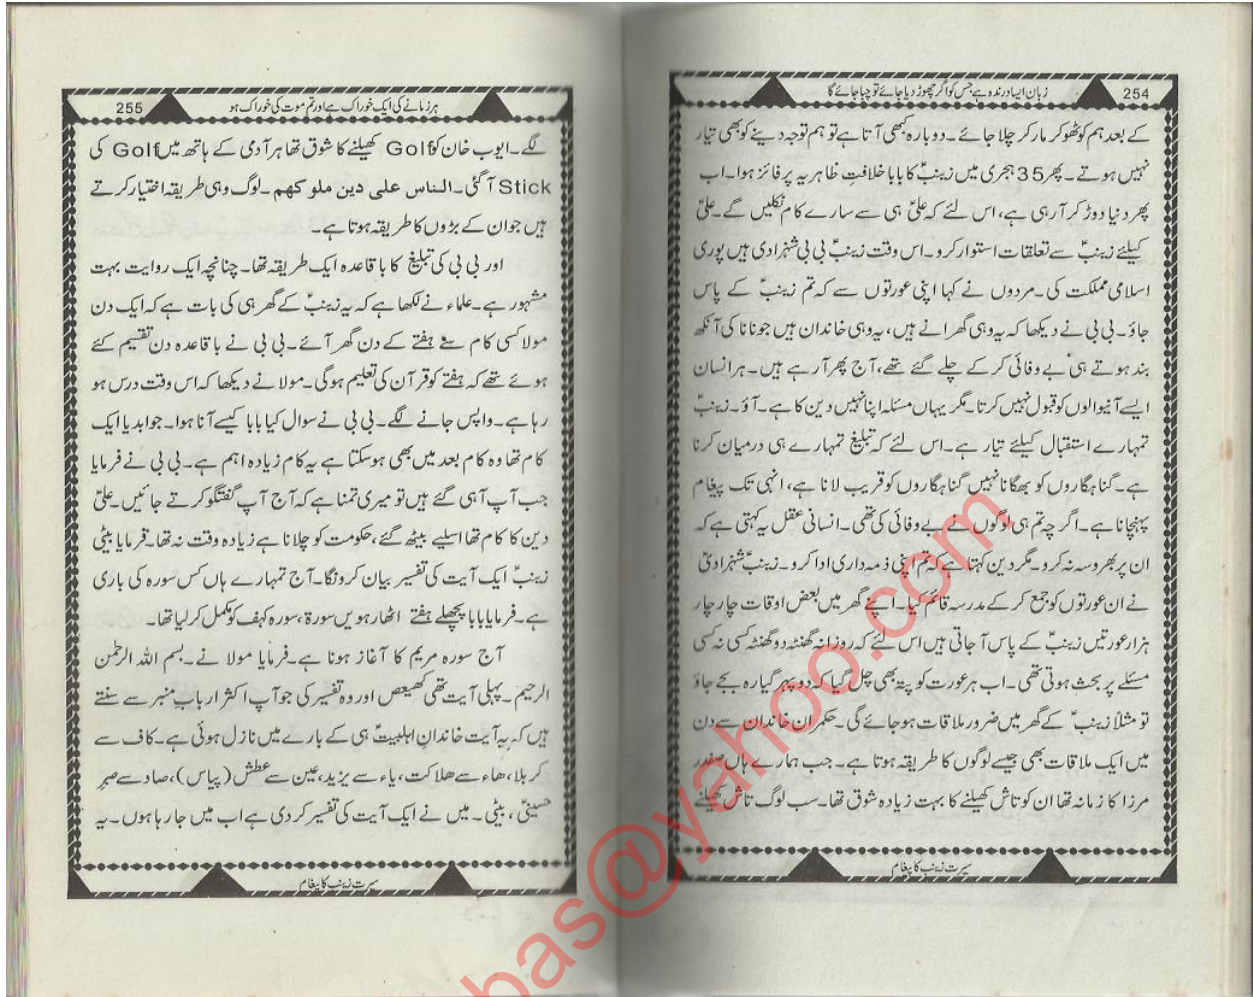 254
زبان ایسا درندہ ہے جس کو اگر چھوڑ دیا جائے تو چبا جائے گا
کے بعد ہم کو ٹھوکر مار کر چلا جائے۔ دوبارہ کبھی آتا ہے تو ہم توجہ دینے کو بھی تیار
نہیں ہوتے۔ پھر 35 ہجری میں زینبؑ کا بابا خلافتِ ظاہریہ پر فائز ہوا۔ اب
پھر دنیا دوڑ کر آ رہی ہے، اس لئے کہ علیؑ ہی سے سارے کام نکلیں گے۔ علیؑ
کیلئے زینبؑ سے تعلقات استوار کرو۔ اس وقت زینبؑ بی بی شہزادی ہیں پوری
اسلامی مملکت کی۔ مردوں نے کہا اپنی عورتوں سے کہ تم زینبؑ کے پاس
جاؤ۔ بی بی نے دیکھا کہ یہ وہی گھرانے ہیں، یہ وہی خاندان ہیں جو نانا کی آنکھ
بند ہوتے ہی بے وفائی کر کے چلے گئے تھے، آج پھر آ رہے ہیں۔ ہر انسان
ایسے آنیوالوں کو قبول نہیں کرتا۔ مگر یہاں مسئلہ اپنا نہیں دین کا ہے۔ آؤ۔ زینبؑ
تمہارے استقبال کیلئے تیار ہے۔ اس لئے کہ تبلیغ تمہارے ہی درمیان کرنا
ہے۔ گناہگاروں کو بھگانا نہیں گناہگاروں کو قریب لانا ہے، انہی تک پیغام
پہنچانا ہے۔ اگر چہ تم ہی لوگوں نے بے وفائی کی تھی۔ انسانی عقل یہ کہتی ہے کہ
ان پر بھروسہ نہ کرو۔ مگر دین کہتا ہے کہ تم اپنی ذمہ داری ادا کرو۔ زینبؑ شہزادیؑ
نے ان عورتوں کو جمع کر کے مدرسہ قائم کیا۔ اپنے گھر میں بعض اوقات چار چار
ہزار عورتیں زینبؑ کے پاس آ جاتی ہیں اس لئے کہ روزانہ گھنٹہ دو گھنٹہ کسی نہ کسی
مسئلے پر بحث ہوتی تھی۔ اب ہر عورت کو پتہ بھی چل گیا کہ دوپہر گیارہ بجے جاؤ
تو مثلاً زینبؑ کے گھر میں ضرور ملاقات ہو جائے گی۔ حکمران خاندان سے دن
میں ایک ملاقات بھی جیسے لوگوں کا طریقہ ہوتا ہے۔ جب ہمارے ہاں صفدر
مرزا کا زمانہ تھا ان کو تاش کھیلنے کا بہت زیادہ شوق تھا۔ سب لوگ تاش کھیلنے
سیرت زینب کا پیغام
255
ہر زمانے کی ایک خوراک ہے اور تم موت کی خوراک ہو
لگے۔ ایوب خان کو Golf کھیلنے کا شوق تھا ہر آدمی کے ہاتھ میں Golf کی
Stick آ گئی۔ الناس علی دین ملو کھم۔ لوگ وہی طریقہ اختیار کرتے
ہیں جو ان کے بڑوں کا طریقہ ہوتا ہے۔
اور بی بی کی تبلیغ کا باقاعدہ ایک طریقہ تھا۔ چنانچہ ایک روایت بہت
مشہور ہے۔ علماء نے لکھا ہے کہ یہ زینبؑ کے گھر ہی کی بات ہے کہ ایک دن
مولا کسی کام سے ہفتے کے دن گھر آئے۔ بی بی نے باقاعدہ دن تقسیم کئے
ہوئے تھے کہ ہفتے کو قرآن کی تعلیم ہوگی۔ مولا نے دیکھا کہ اس وقت درس ہو
رہا ہے۔ واپس جانے لگے۔ بی بی نے سوال کیا بابا کیسے آنا ہوا۔ جواب دیا ایک
کام تھا وہ کام بعد میں بھی ہو سکتا ہے یہ کام زیادہ اہم ہے۔ بی بی نے فرمایا
جب آپ آ ہی گئے ہیں تو میری تمنا ہے کہ آج آپ گفتگو کرتے جائیں۔ علیؑ
دین کا کام تھا اسلیے بیٹھ گئے، حکومت کو چلانا ہے زیادہ وقت نہ تھا۔ فرمایا بیٹی
زینبؑ ایک آیت کی تفسیر بیان کرونگا۔ آج تمہارے ہاں کس سورہ کی باری
ہے۔ فرمایا بابا پچھلے ہفتے اٹھارہویں سورۃ، سورہ کہف کو مکمل کر لیا تھا۔
آج سورہ مریم کا آغاز ہونا ہے۔ فرمایا مولا نے۔ بسم اللہ الرحمٰن
الرحیم۔ پہلی آیت تھی کھیعص اور وہ تفسیر کی جو آپ اکثر اربابِ منبر سے سنتے
ہیں کہ یہ آیت خاندانِ اہلبیتؑ ہی کے بارے میں نازل ہوئی ہے۔ کاف سے
کربلا، ھاء سے ھلاکت، یاء سے یزید، عین سے عطش (پیاس)، صاد سے صبرِ
حسینیؑ، بیٹی۔ میں نے ایک آیت کی تفسیر کر دی ہے اب میں جا رہا ہوں۔ یہ
سیرت زینب کا پیغام
bas@yahoo.com